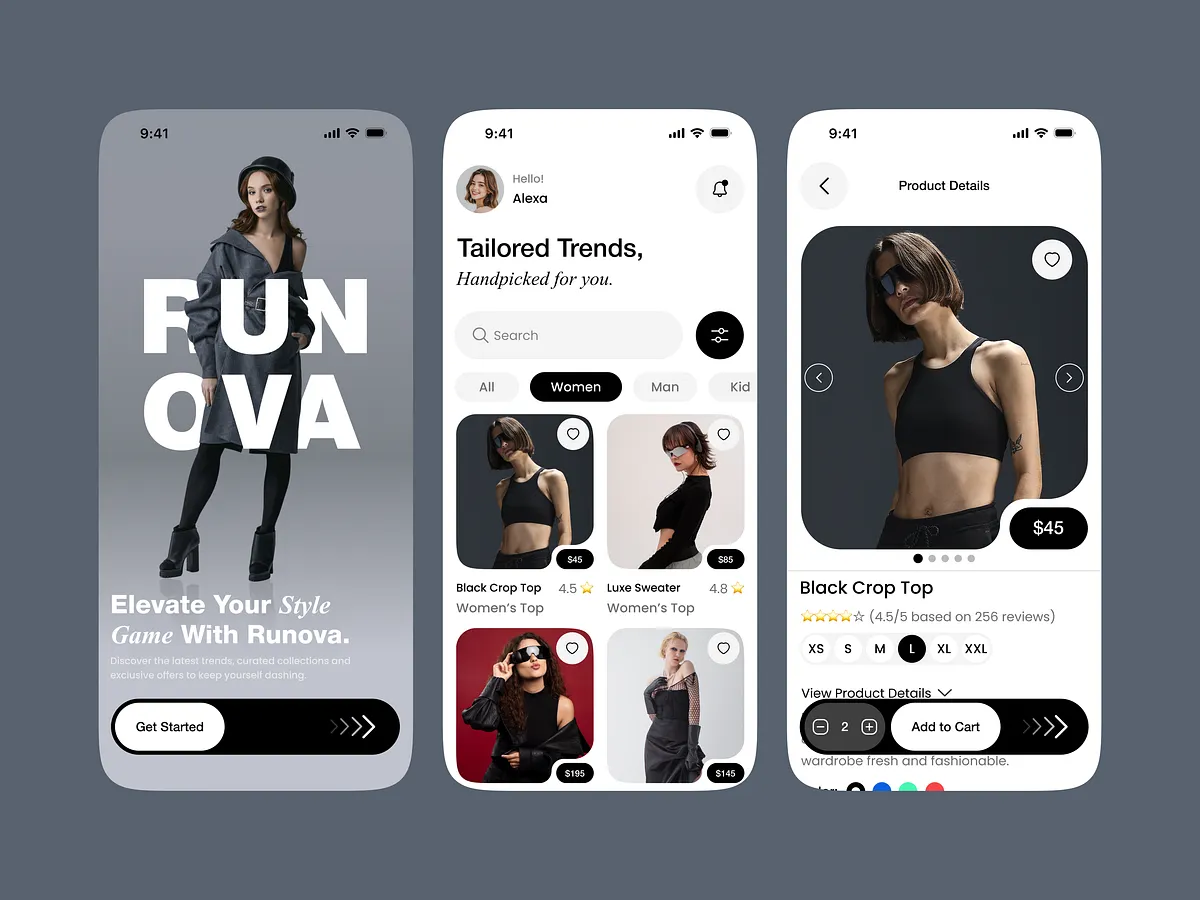 9:41
RUN
OVA
Elevate Your Style
Game With Runova.
Discover the latest trends, curated collections and
exclusive offers to keep yourself dashing.
Get Started
9:41
Hello!
Alexa
Tailored Trends,
Handpicked for you.
Search
All
Women
Man
Kid
$45
$85
Black Crop Top
4.5
Luxe Sweater
4.8
Women's Top
Women's Top
$195
$145
9:41
Product Details
$45
Black Crop Top
(4.5/5 based on 256 reviews)
XS S M L XL XXL
View Product Details
2
Add to Cart
wardrobe fresh and fashionable.